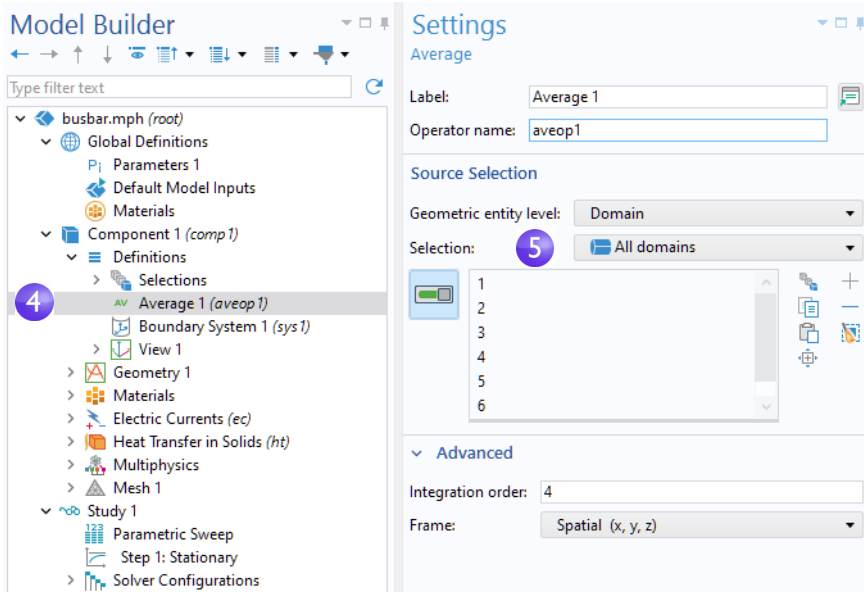 Model Builder
Type filter text
busbar.mph (root)
Global Definitions
Pi Parameters 1
Default Model Inputs
Materials
Component 1 (comp1)
Definitions
Selections
4
AV Average 1 (aveop1)
Boundary System 1 (sys1)
View 1
Geometry 1
Materials
Electric Currents (ec)
Heat Transfer in Solids (ht)
Multiphysics
Mesh 1
Study 1
123 Parametric Sweep
Step 1: Stationary
Solver Configurations
Settings
Average
Label: Average 1
Operator name: aveop1
Source Selection
Geometric entity level: Domain
Selection: 5 All domains
1
2
3
4
5
6
Advanced
Integration order: 4
Frame: Spatial (x, y, z)